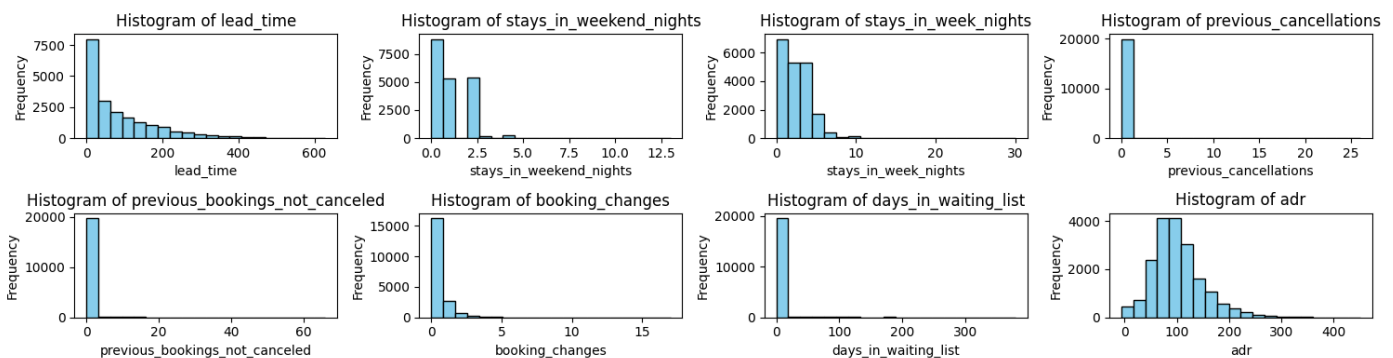 Histogram of lead_time
Frequency
7500
5000
2500
0
0 200 400 600
lead_time
Histogram of stays_in_weekend_nights
Frequency
7500
5000
2500
0
0.0 2.5 5.0 7.5 10.0 12.5
stays_in_weekend_nights
Histogram of stays_in_week_nights
Frequency
6000
4000
2000
0
0 10 20 30
stays_in_week_nights
Histogram of previous_cancellations
Frequency
20000
10000
0
0 5 10 15 20 25
previous_cancellations
Histogram of previous_bookings_not_canceled
Frequency
20000
10000
0
0 20 40 60
previous_bookings_not_canceled
Histogram of booking_changes
Frequency
15000
10000
5000
0
0 5 10 15
booking_changes
Histogram of days_in_waiting_list
Frequency
20000
10000
0
0 100 200 300
days_in_waiting_list
Histogram of adr
Frequency
4000
2000
0
0 100 200 300 400
adr